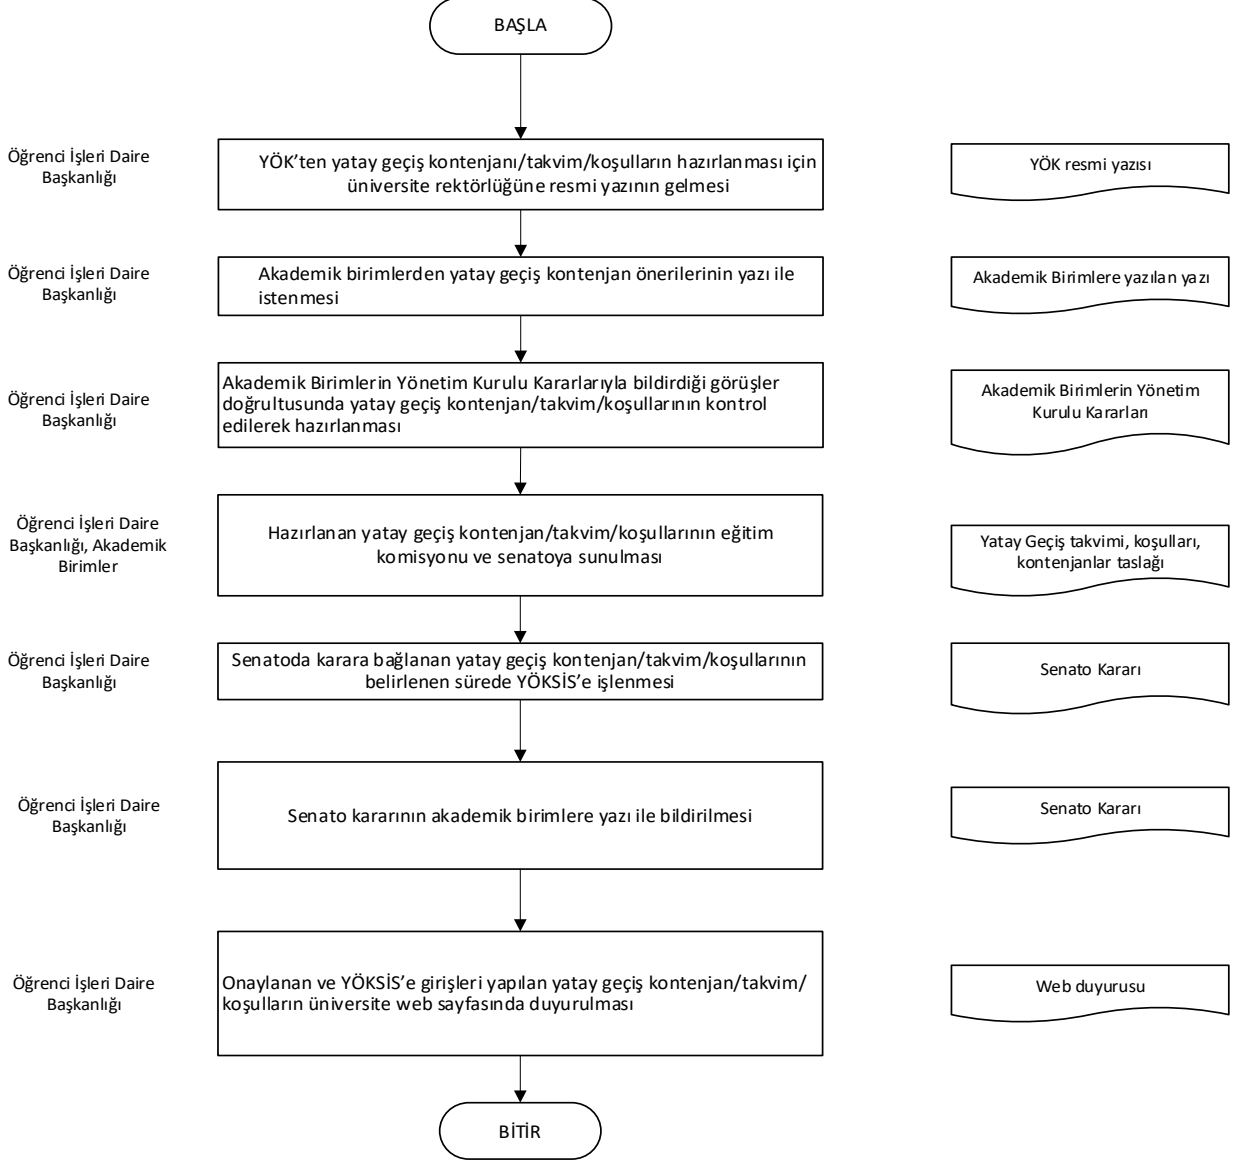 BAŞLA
Öğrenci İşleri Daire
Başkanlığı
YÖK’ten yatay geçiş kontenjanı/takvim/koşulların hazırlanması için
üniversite rektörlüğüne resmi yazının gelmesi
YÖK resmi yazısı
Öğrenci İşleri Daire
Başkanlığı
Akademik birimlerden yatay geçiş kontenjan önerilerinin yazı ile
istenmesi
Akademik Birimlere yazılan yazı
Öğrenci İşleri Daire
Başkanlığı
Akademik Birimlerin Yönetim Kurulu Kararlarıyla bildirdiği görüşler
doğrultusunda yatay geçiş kontenjan/takvim/koşullarının kontrol
edilerek hazırlanması
Akademik Birimlerin Yönetim
Kurulu Kararları
Öğrenci İşleri Daire
Başkanlığı, Akademik
Birimler
Hazırlanan yatay geçiş kontenjan/takvim/koşullarının eğitim
komisyonu ve senatoya sunulması
Yatay Geçiş takvimi, koşulları,
kontenjanlar taslağı
Öğrenci İşleri Daire
Başkanlığı
Senatoda karara bağlanan yatay geçiş kontenjan/takvim/koşullarının
belirlenen sürede YÖKSİS’e işlenmesi
Senato Kararı
Öğrenci İşleri Daire
Başkanlığı
Senato kararının akademik birimlere yazı ile bildirilmesi
Senato Kararı
Öğrenci İşleri Daire
Başkanlığı
Onaylanan ve YÖKSİS’e girişleri yapılan yatay geçiş kontenjan/takvim/
koşulların üniversite web sayfasında duyurulması
Web duyurusu
BİTİR